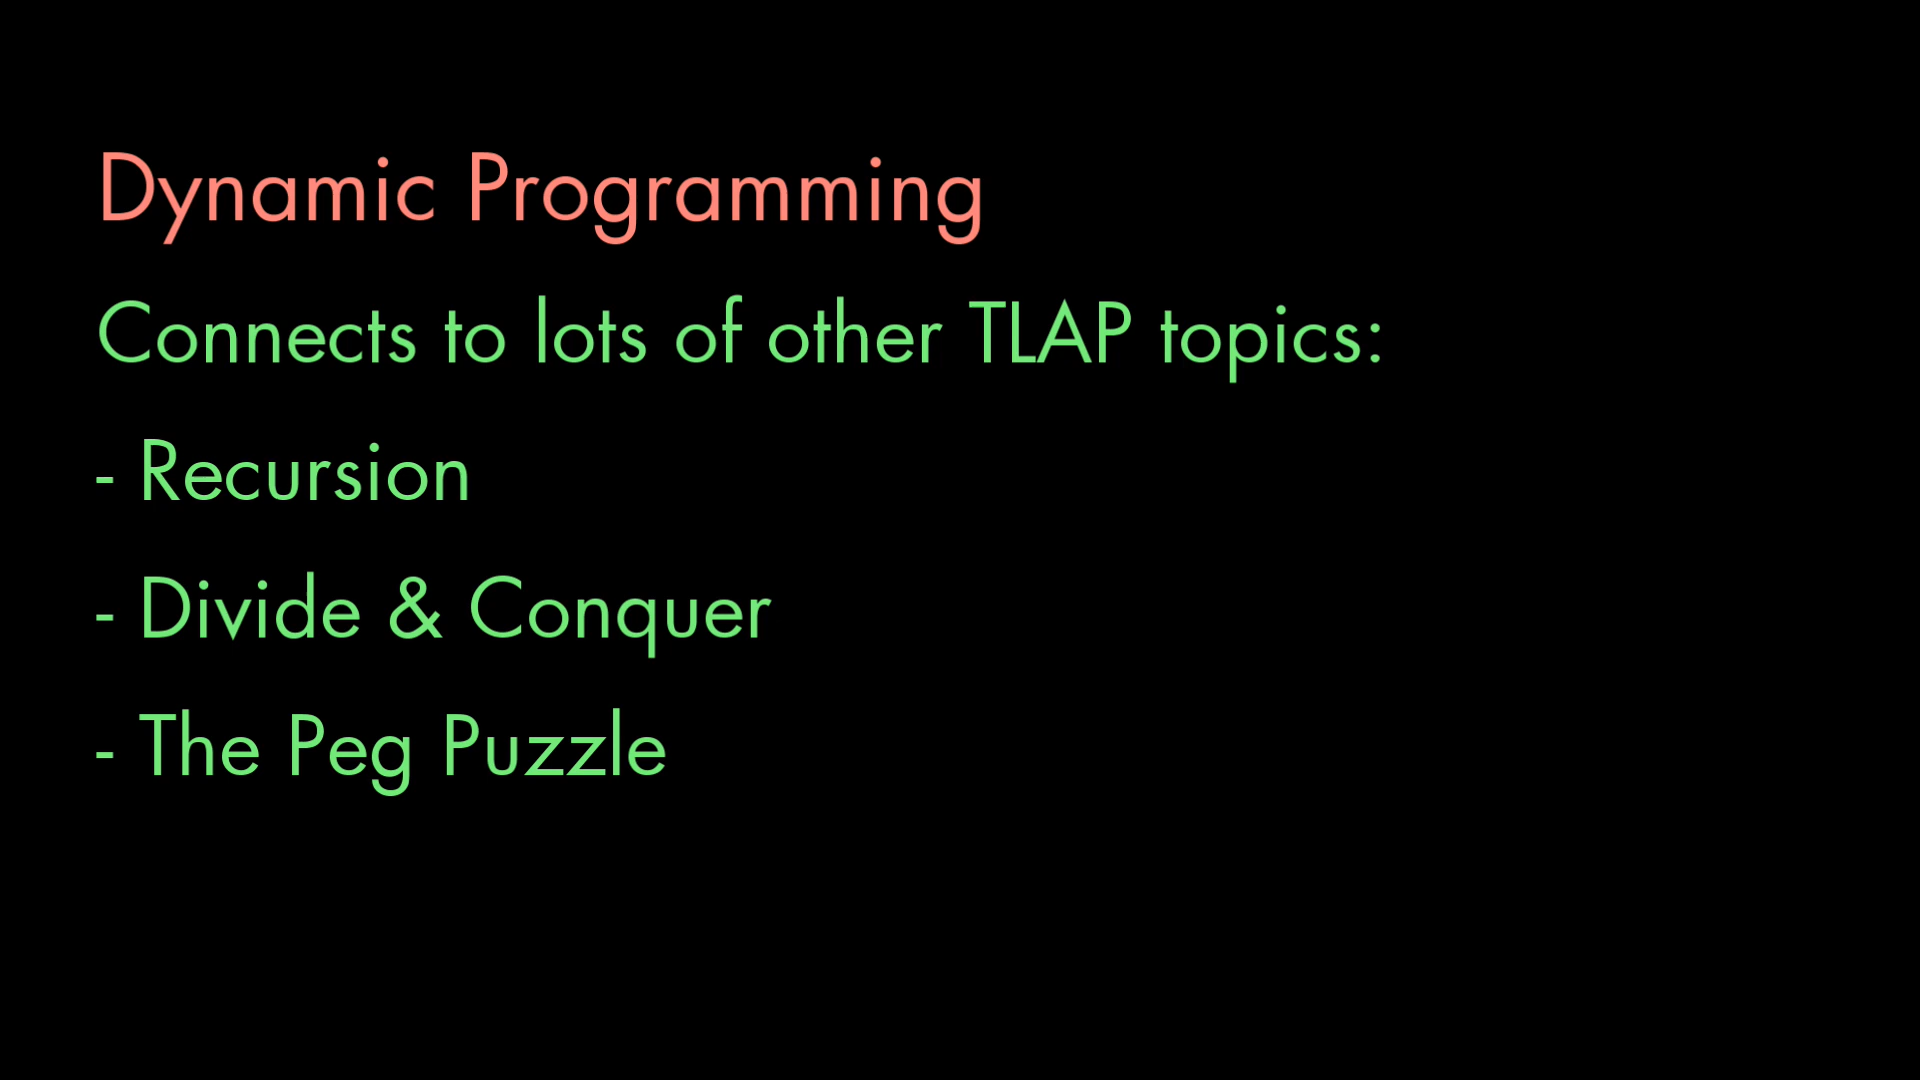 Dynamic Programming
Connects to lots of other TLAP topics:
- Recursion
- Divide & Conquer
- The Peg Puzzle